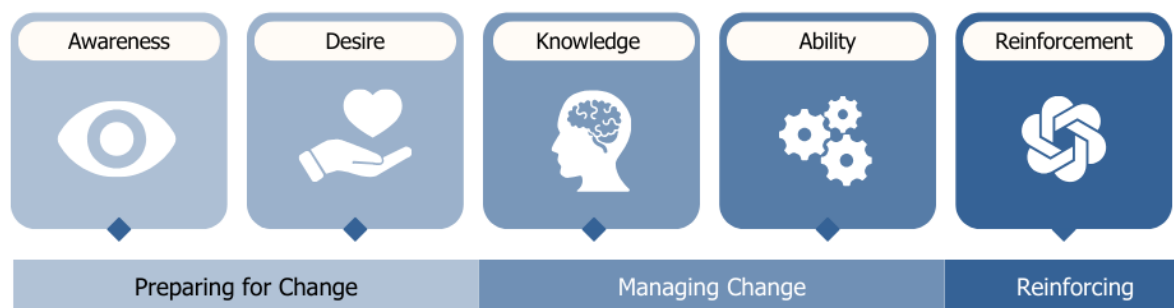 Awareness
Desire
Knowledge
Ability
Reinforcement
Preparing for Change
Managing Change
Reinforcing